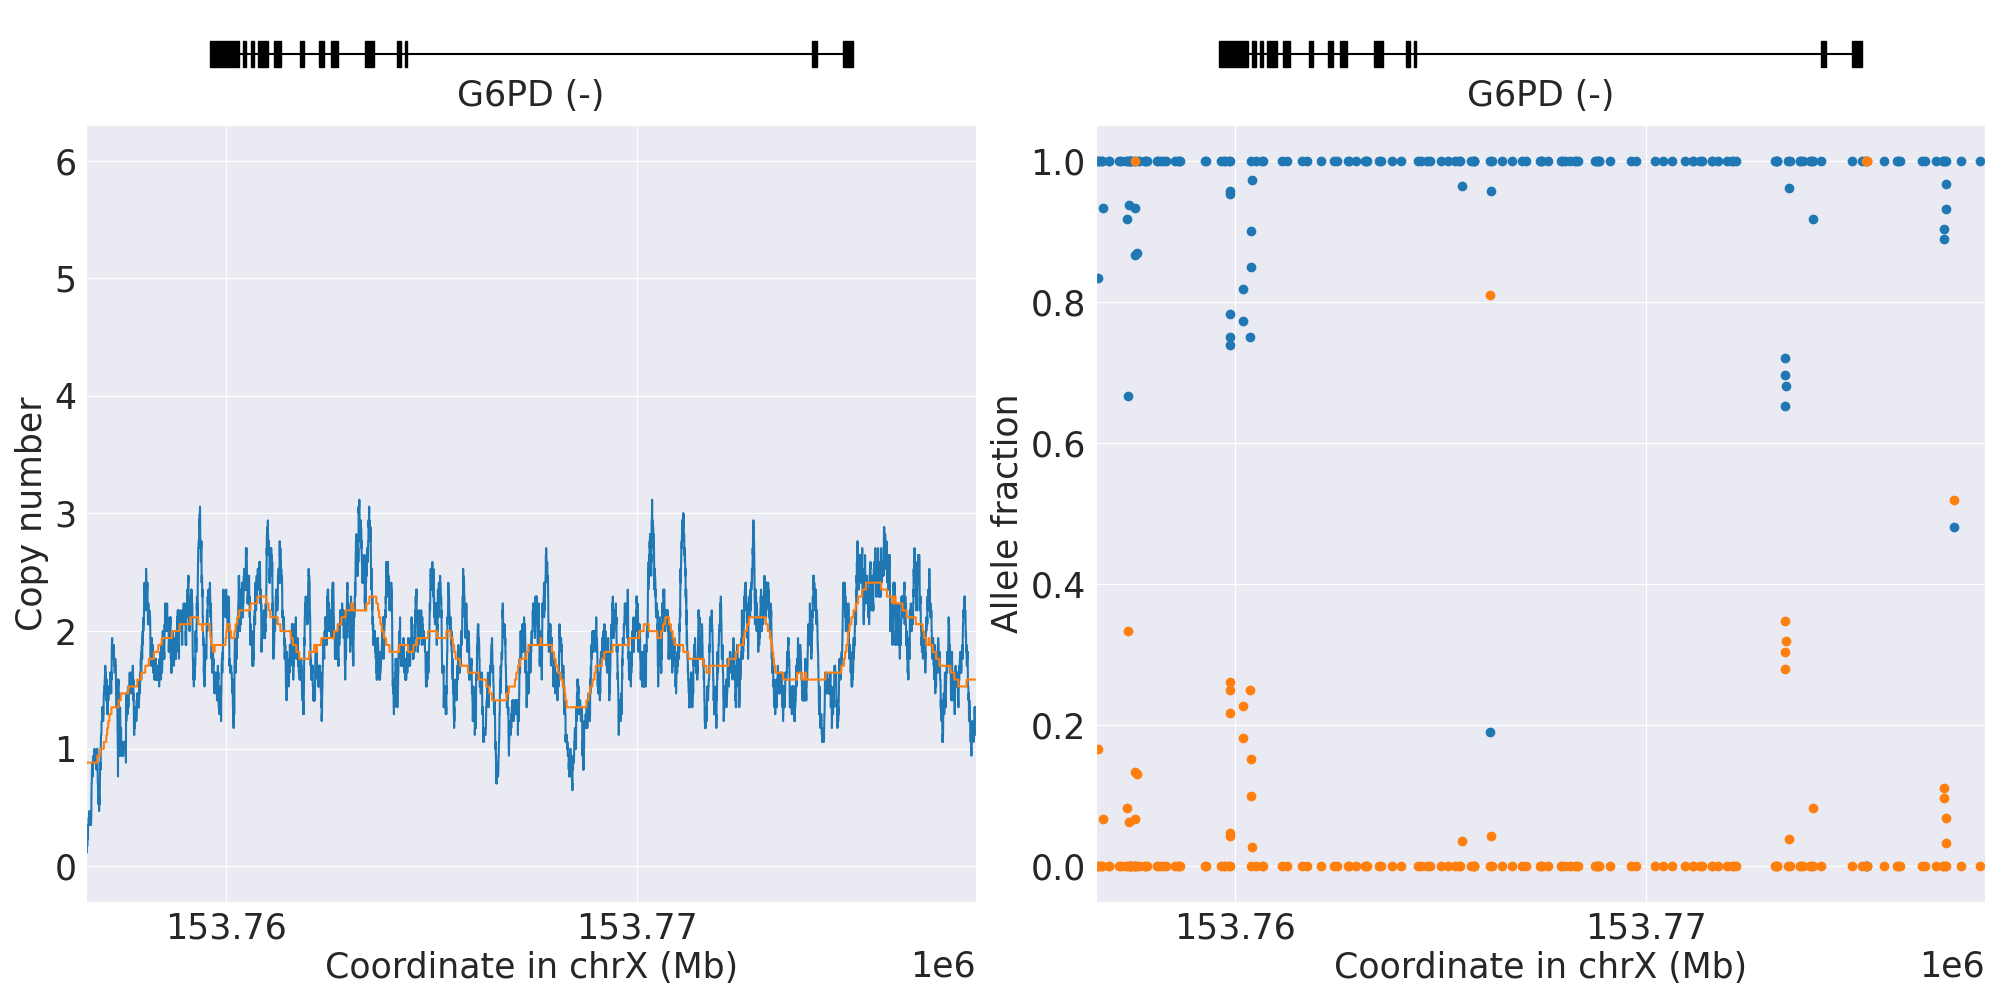 G6PD (-)
6
5
4
3
2
1
0
Copy number
153.76
153.77
Coordinate in chrX (Mb)
1e6
G6PD (-)
1.0
0.8
0.6
0.4
0.2
0.0
Allele fraction
153.76
153.77
Coordinate in chrX (Mb)
1e6